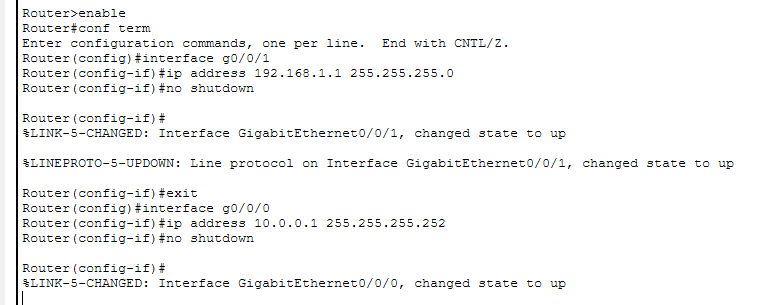 Router>enable
Router#conf term
Enter configuration commands, one per line.  End with CNTL/Z.
Router(config)#interface g0/0/1
Router(config-if)#ip address 192.168.1.1 255.255.255.0
Router(config-if)#no shutdown
Router(config-if)#
%LINK-5-CHANGED: Interface GigabitEthernet0/0/1, changed state to up
%LINEPROTO-5-UPDOWN: Line protocol on Interface GigabitEthernet0/0/1, changed state to up
Router(config-if)#exit
Router(config)#interface g0/0/0
Router(config-if)#ip address 10.0.0.1 255.255.255.252
Router(config-if)#no shutdown
Router(config-if)#
%LINK-5-CHANGED: Interface GigabitEthernet0/0/0, changed state to up